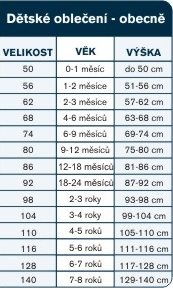 Dětské oblečení - obecně
VELIKOST VĚK VÝŠKA
50 0-1 měsíc do 50 cm
56 1-2 měsíce 51-56 cm
62 2-3 měsíce 57-62 cm
68 4-6 měsíců 63-68 cm
74 6-9 měsíců 69-74 cm
80 9-12 měsíců 75-80 cm
86 12-18 měsíců 81-86 cm
92 18-24 měsíců 87-92 cm
98 2-3 roky 93-98 cm
104 3-4 roky 99-104 cm
110 4-5 roků 105-110 cm
116 5-6 roků 111-116 cm
128 6-7 roků 117-128 cm
140 7-8 roků 129-140 cm